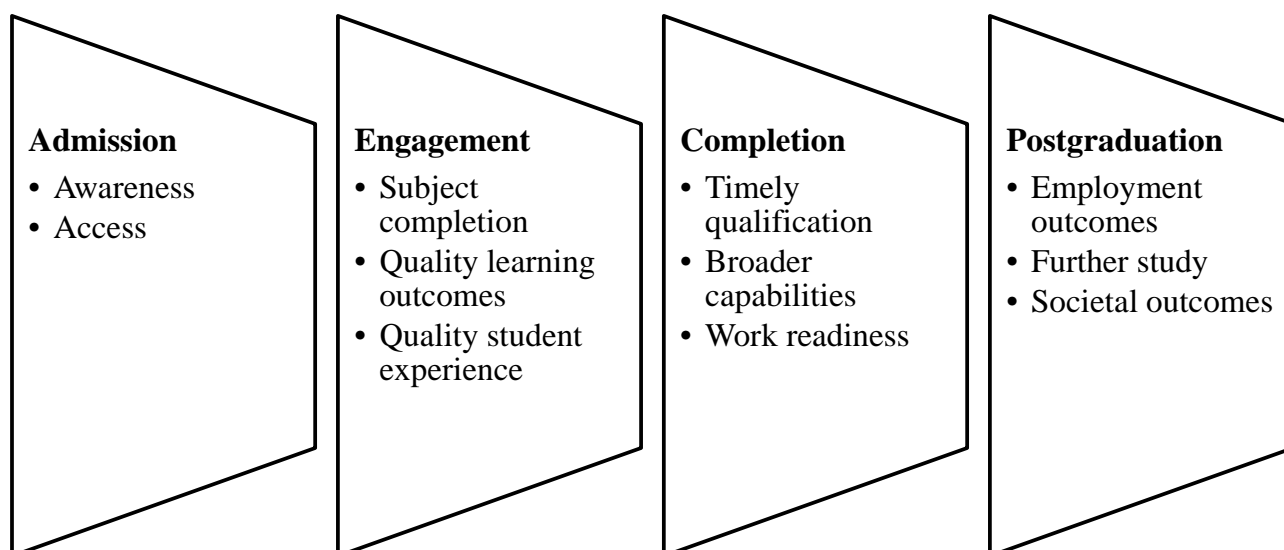 Admission
• Awareness
• Access
Engagement
• Subject
completion
• Quality learning
outcomes
• Quality student
experience
Completion
• Timely
qualification
• Broader
capabilities
• Work readiness
Postgraduation
• Employment
outcomes
• Further study
• Societal outcomes